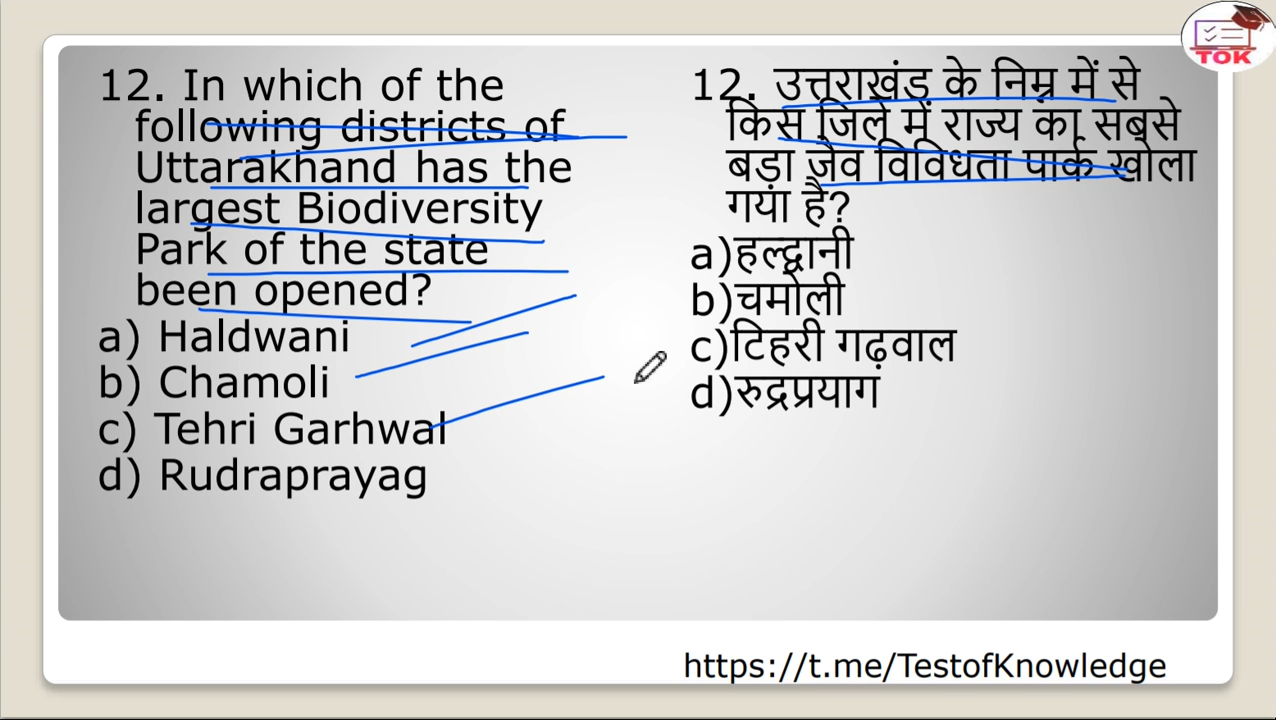 TOK
12. In which of the
following districts of
Uttarakhand has the
largest Biodiversity
Park of the state
been opened?
a) Haldwani
b) Chamoli
c) Tehri Garhwal
d) Rudraprayag
12. उत्तराखंड के निम्न में से
किस जिले में राज्य का सबसे
बड़ा जैव विविधता पार्क खोला
गया है?
a)हल्द्वानी
b)चमोली
c)टिहरी गढ़वाल
d)रुद्रप्रयाग
https://t.me/TestofKnowledge